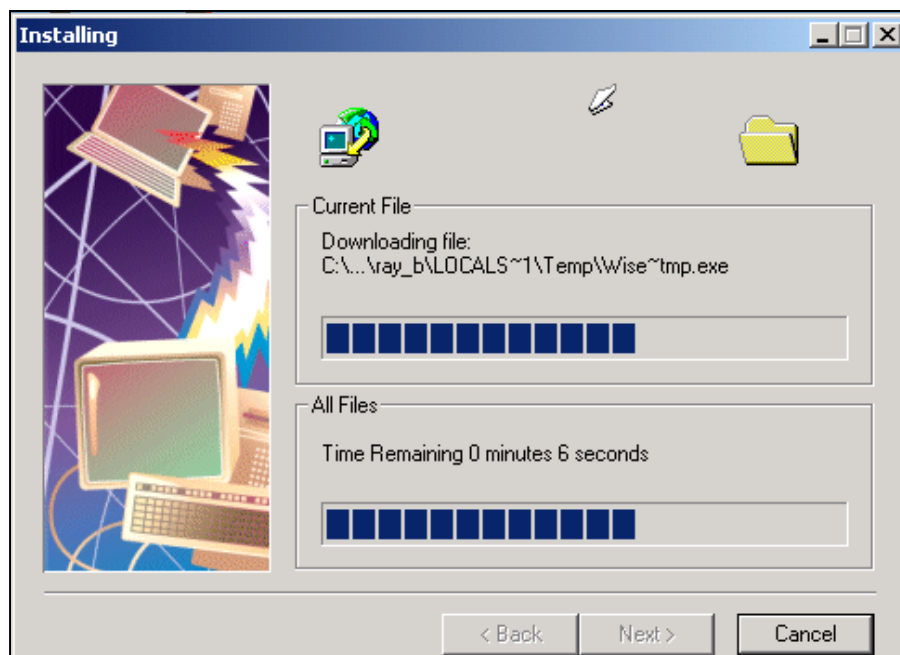 Installing
Current File
Downloading file:
C:\...\ray_b\LOCALS~1\Temp\Wise~tmp.exe
All Files
Time Remaining 0 minutes 6 seconds
< Back
Next >
Cancel